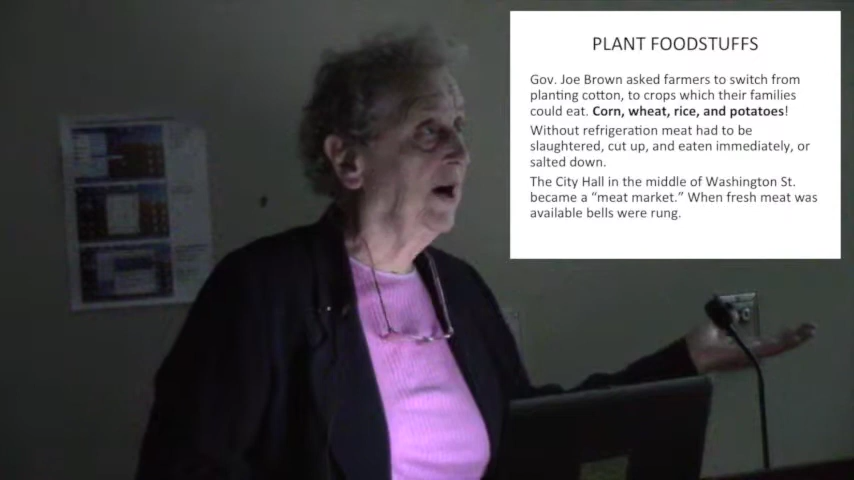 PLANT FOODSTUFFS
Gov. Joe Brown asked farmers to switch from
planting cotton, to crops which their families
could eat. Corn, wheat, rice, and potatoes!
Without refrigeration meat had to be
slaughtered, cut up, and eaten immediately, or
salted down.
The City Hall in the middle of Washington St.
became a “meat market.” When fresh meat was
available bells were rung.